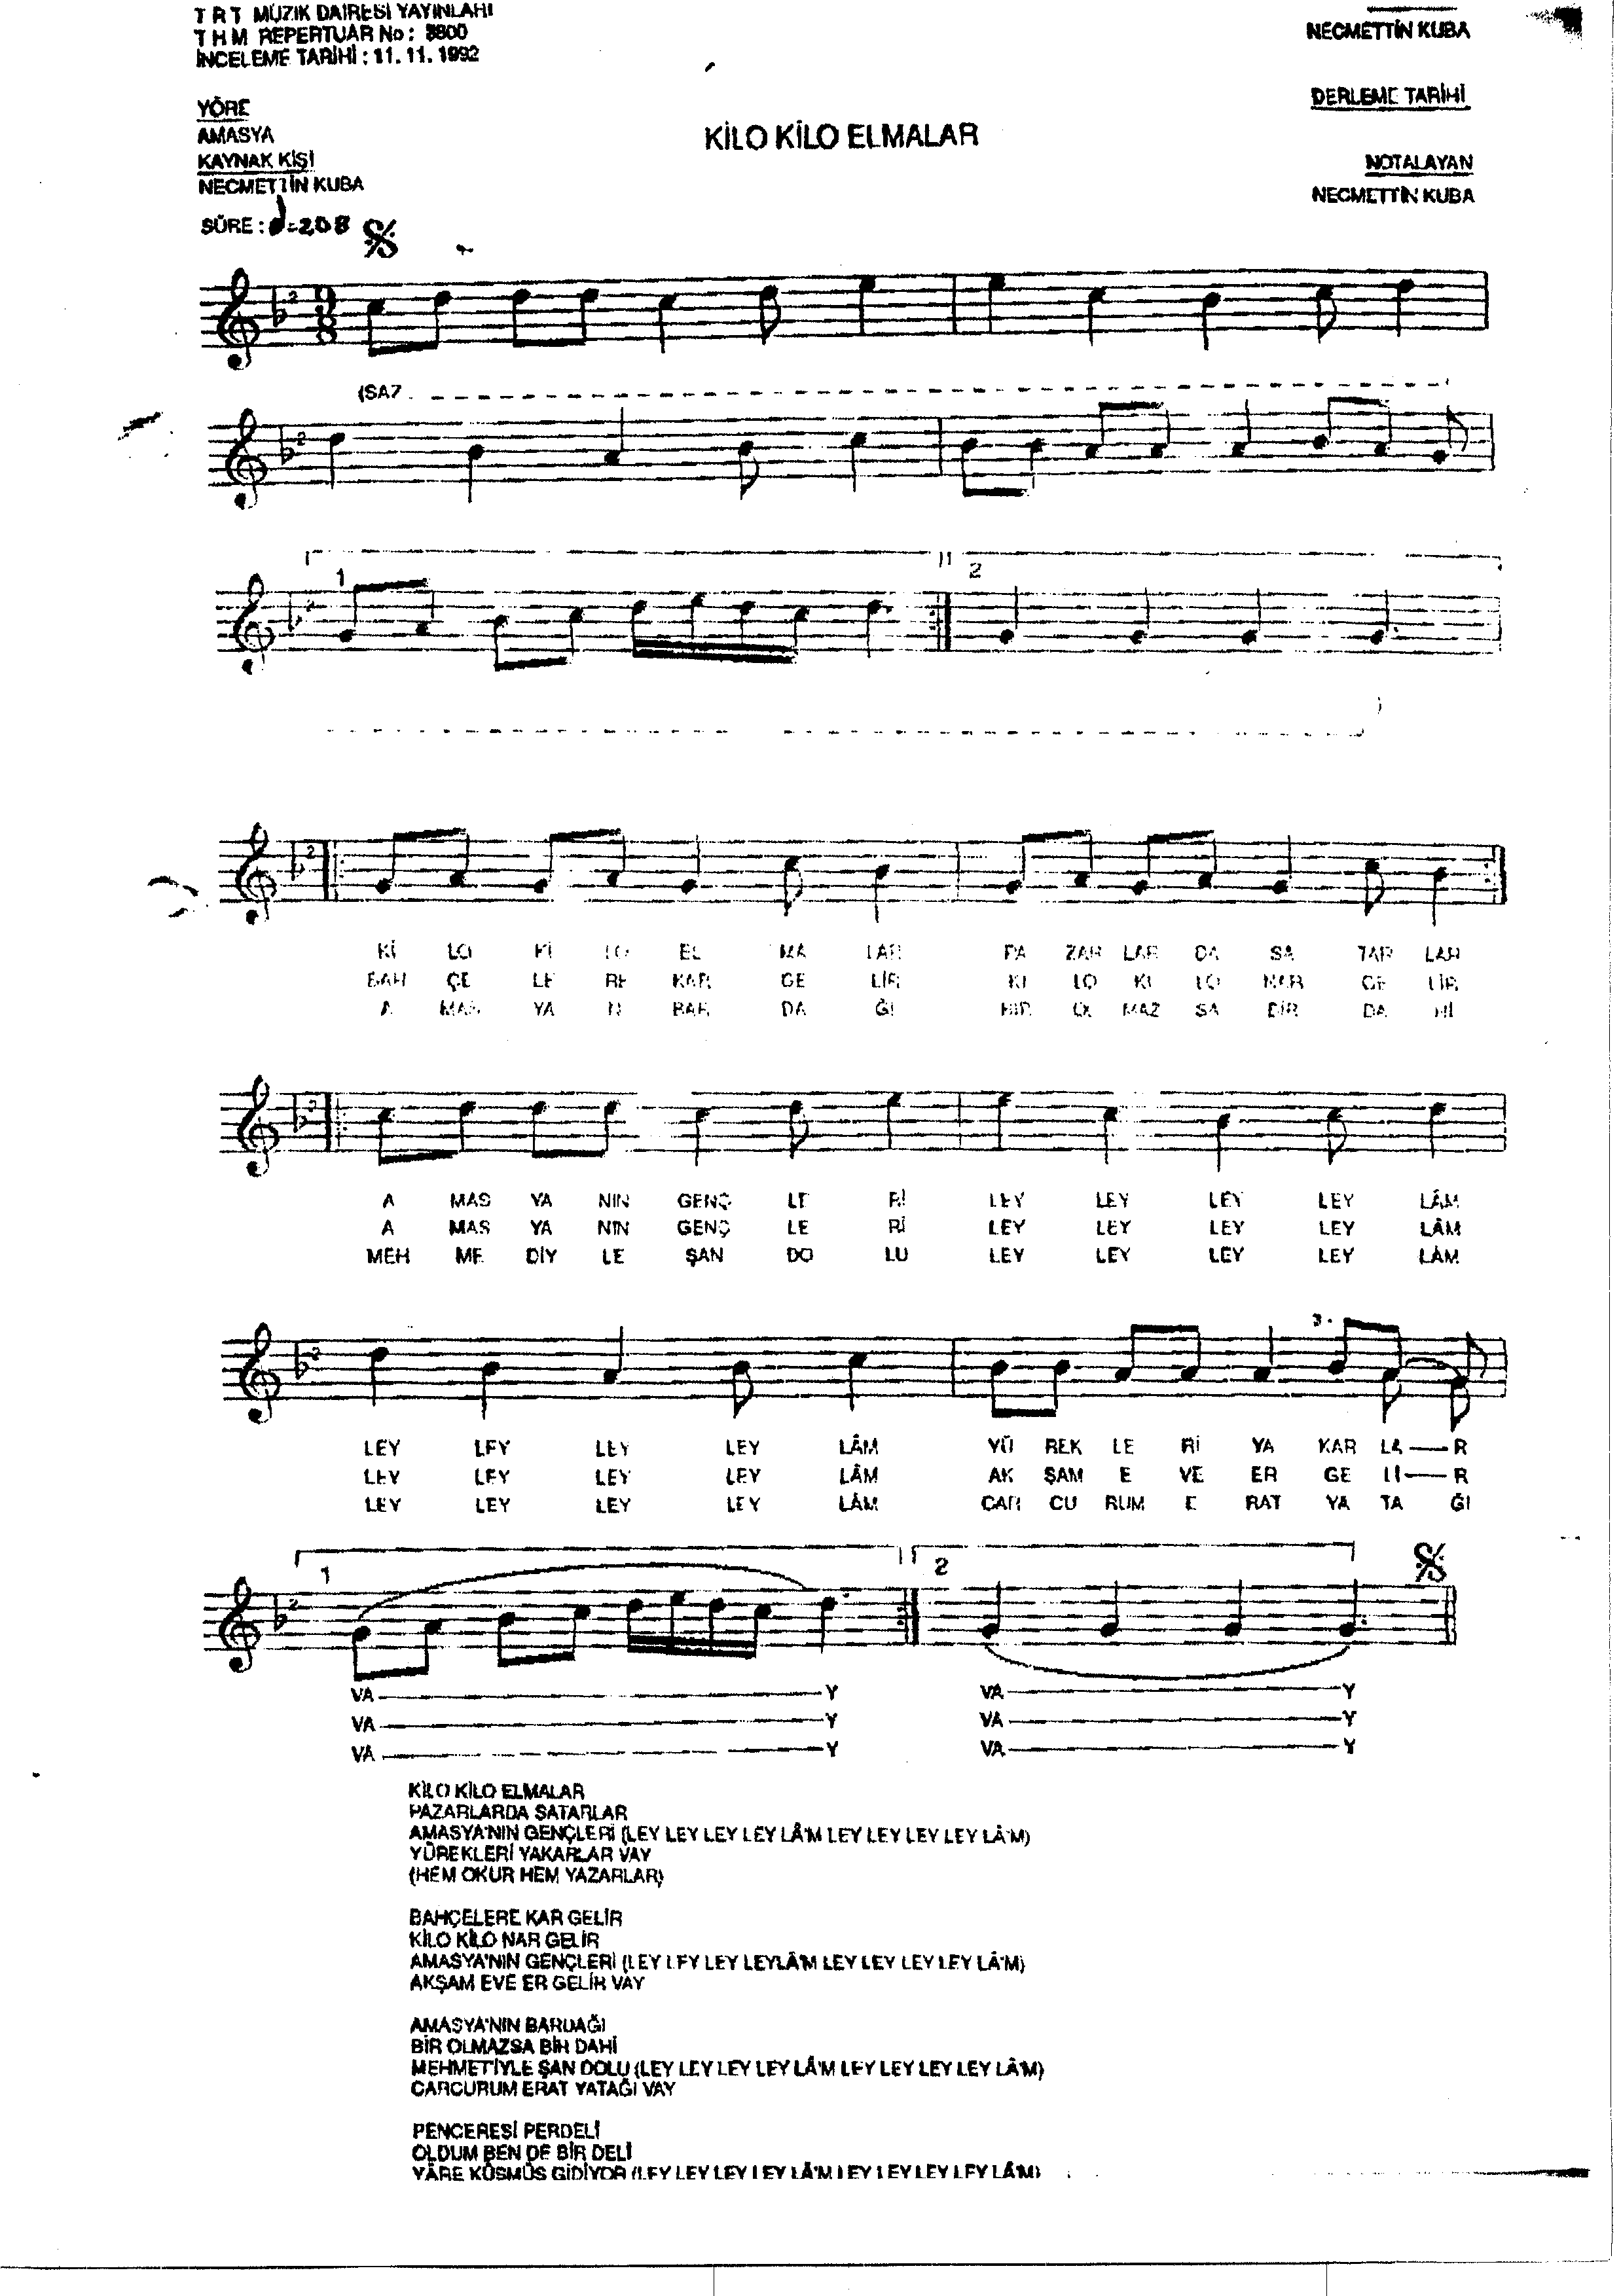 T R T MÜZİK DAİRESİ YAYINLARI
T H M REPERTUAR No : 3800
İNCELEME TARİHİ : 11. 11. 1992
NECMETTİN KUBA
YÖRE
AMASYA
KAYNAK KİŞİ
NECMETTİN KUBA
DERLEME TARİHİ
KİLO KİLO ELMALAR
NOTALAYAN
NECMETTİN KUBA
SÜRE : =208
9
8
(SAZ
1
2
Kİ LO Kİ LO EL MA LAR PA ZAR LAR DA SA TAR LAR
BAH ÇE LE RE KAR GE LİR Kİ LO Kİ LO NAR GE LİR
A MAS YA N BAR DA ĞI BİR OL MAZ SA BİR DA Hİ
A MAS YA NIN GENÇ LE Rİ LEY LEY LEY LEY LÂM
A MAS YA NIN GENÇ LE Rİ LEY LEY LEY LEY LÂM
MEH ME DİY LE ŞAN DO LU LEY LEY LEY LEY LÂM
3.
LEY LEY LEY LEY LÂM YÜ REK LE Rİ YA KAR LA R
LEY LEY LEY LEY LÂM AK ŞAM E VE ER GE Lİ R
LEY LEY LEY LEY LÂM CAR CU RUM E RAT YA TA ĞI
1
2
VA Y VA Y
VA Y VA Y
VA Y VA Y
KİLO KİLO ELMALAR
PAZARLARDA SATARLAR
AMASYA'NIN GENÇLERİ (LEY LEY LEY LEY LÂ'M LEY LEY LEY LEY LÂ'M)
YÜREKLERİ YAKARLAR VAY
(HEM OKUR HEM YAZARLAR)
BAHÇELERE KAR GELİR
KİLO KİLO NAR GELİR
AMASYA'NIN GENÇLERİ (LEY LEY LEY LEYLÂ'M LEY LEY LEY LEY LÂ'M)
AKŞAM EVE ER GELİR VAY
AMASYA'NIN BARDAĞI
BİR OLMAZSA BİR DAHİ
MEHMET'İYLE ŞAN DOLU (LEY LEY LEY LEY LÂ'M LEY LEY LEY LEY LÂ'M)
CARCURUM ERAT YATAĞI VAY
PENCERESİ PERDELİ
OLDUM BEN DE BİR DELİ
YÂRE KÜSMÜŞ GİDİYOR (LEY LEY LEY LEY LÂ'M LEY LEY LEY LEY LÂ'M)